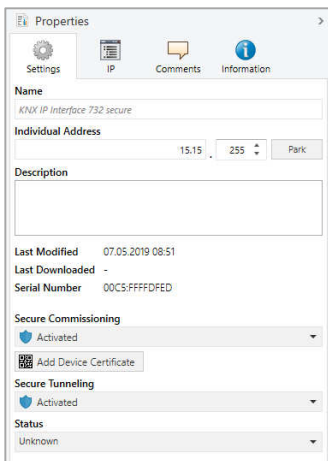 Properties
Settings IP Comments Information
Name
KNX IP Interface 732 secure
Individual Address
15.15 . 255 Park
Description
Last Modified 07.05.2019 08:51
Last Downloaded -
Serial Number 00C5:FFFFDFED
Secure Commissioning
Activated
Add Device Certificate
Secure Tunneling
Activated
Status
Unknown